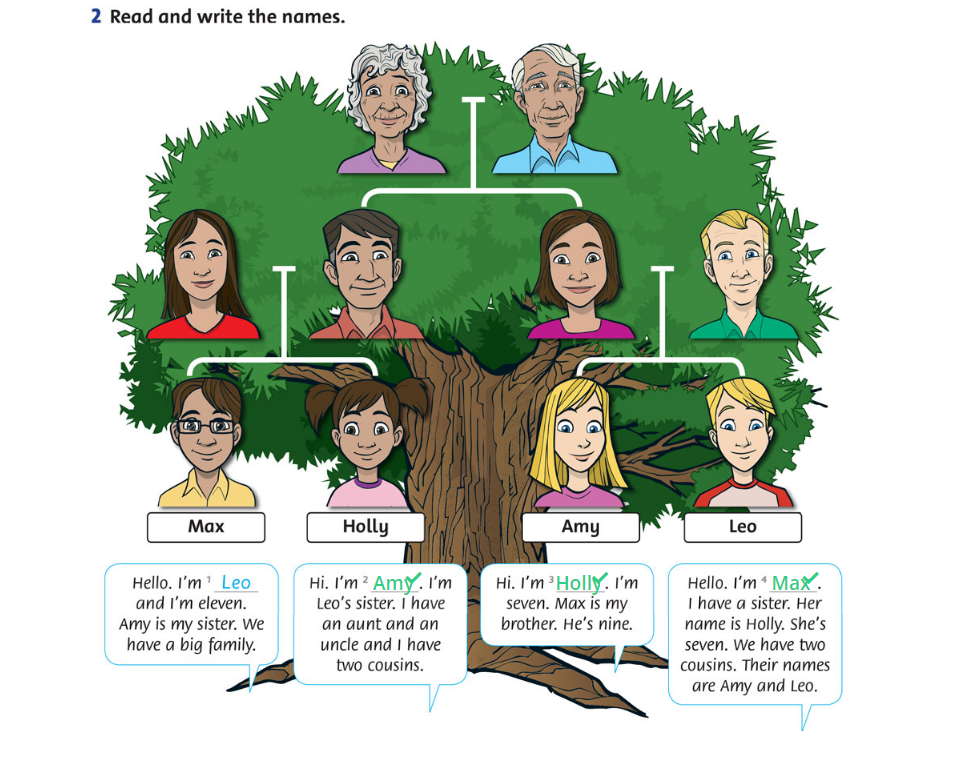 2 Read and write the names.
Max
Holly
Amy
Leo
Hello. I'm ¹ Leo
and I'm eleven.
Amy is my sister. We
have a big family.
Hi. I'm ² Amy. I'm
Leo's sister. I have
an aunt and an
uncle and I have
two cousins.
Hi. I'm ³ Holly. I'm
seven. Max is my
brother. He's nine.
Hello. I'm ⁴ Max.
I have a sister. Her
name is Holly. She's
seven. We have two
cousins. Their names
are Amy and Leo.